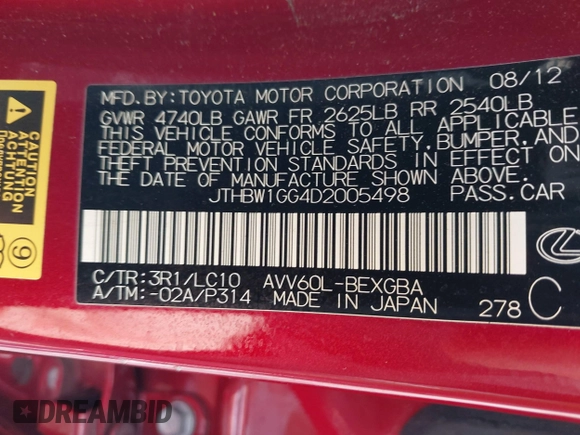 MFD. BY: TOYOTA MOTOR CORPORATION 08/12
GVWR 4740LB GAWR FR 2625LB RR 2540LB
THIS VEHICLE CONFORMS TO ALL APPLICABLE
FEDERAL MOTOR VEHICLE SAFETY, BUMPER, AND
THEFT PREVENTION STANDARDS IN EFFECT ON
THE DATE OF MANUFACTURE SHOWN ABOVE.
JTHBW1GG4D2005498 PASS. CAR
C/TR: 3R1/LC10 AVV60L-BEXGBA
A/TM: -02A/P314 MADE IN JAPAN 278 C
CAUTION
9
DREAMBID